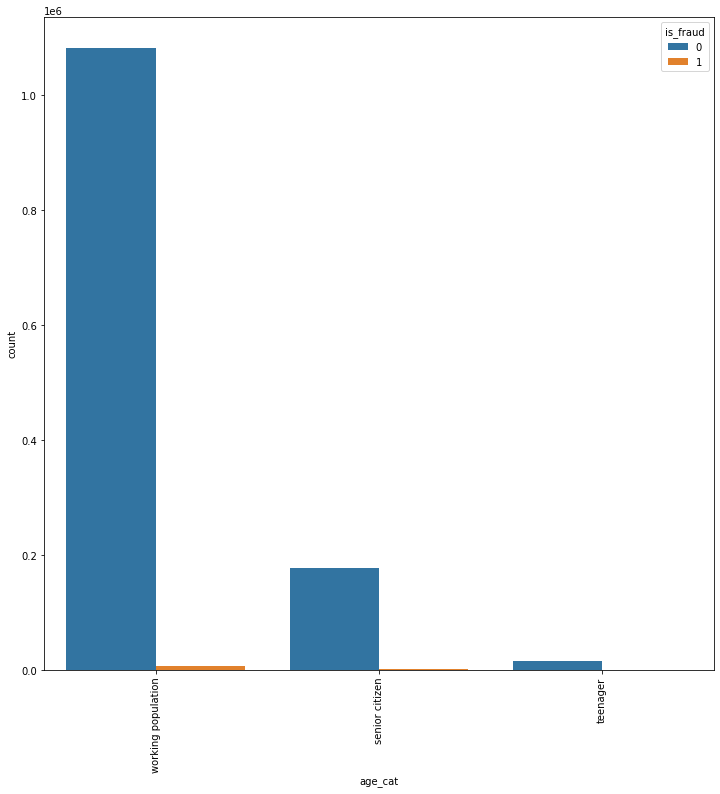 1e6
is_fraud
0
1
1.0
0.8
0.6
0.4
0.2
0.0
count
working population
senior citizen
teenager
age_cat